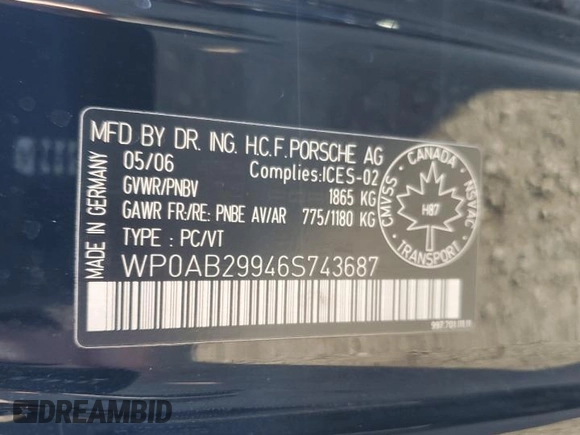 MFD BY DR. ING. H.C.F. PORSCHE AG
05/06 Complies: ICES-02
GVWR/PNBV 1865 KG
GAWR FR/RE: PNBE AV/AR 775/1180 KG
TYPE : PC/VT
WP0AB29946S743687
MADE IN GERMANY
CANADA
CMVSS
NSVAC
TRANSPORT
H87
DREAMBID